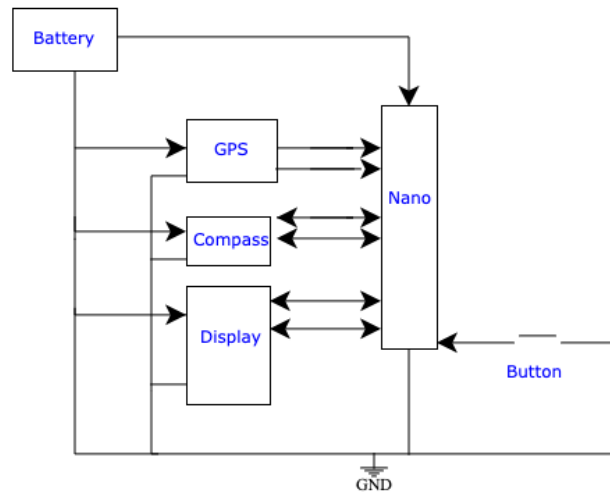 Battery
GPS
Nano
Compass
Display
Button
GND